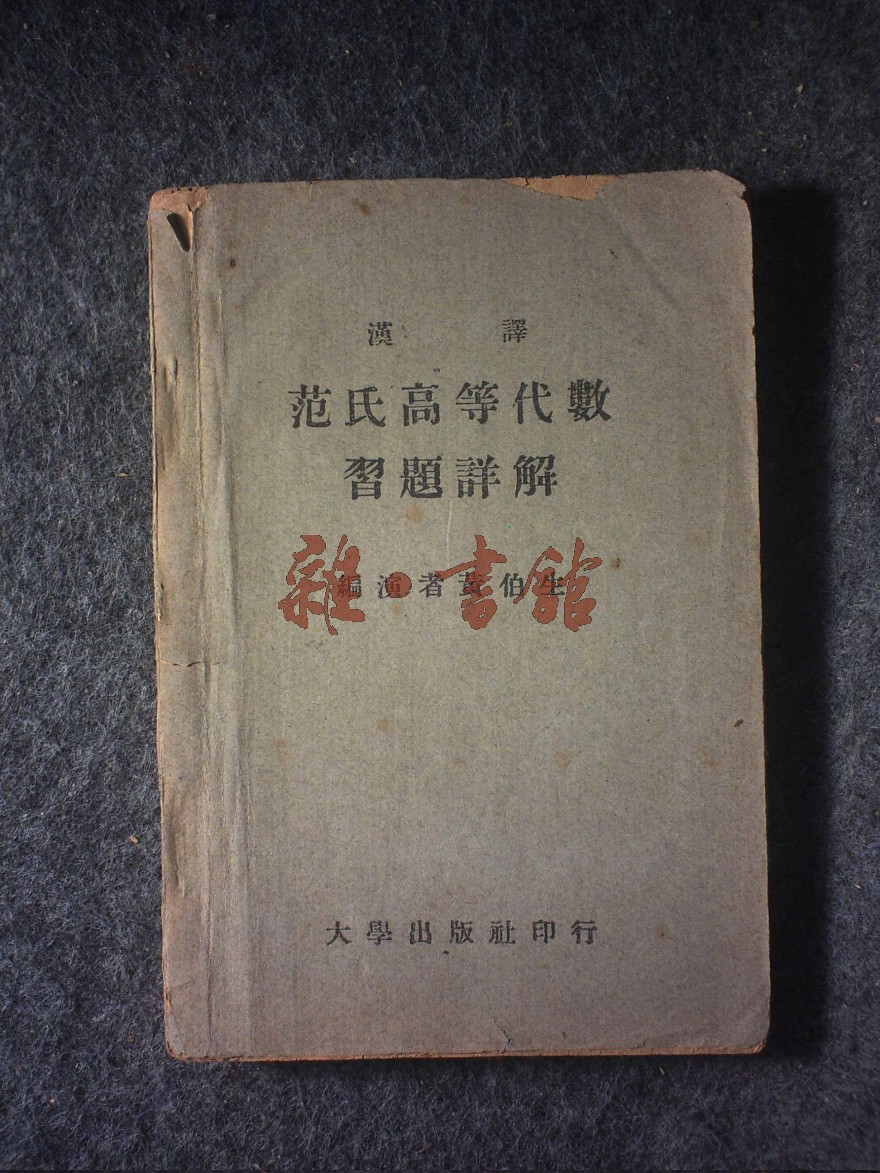 漢譯
范氏高等代數
習題詳解
編演者黃伯生
雜·書館
大學出版社印行